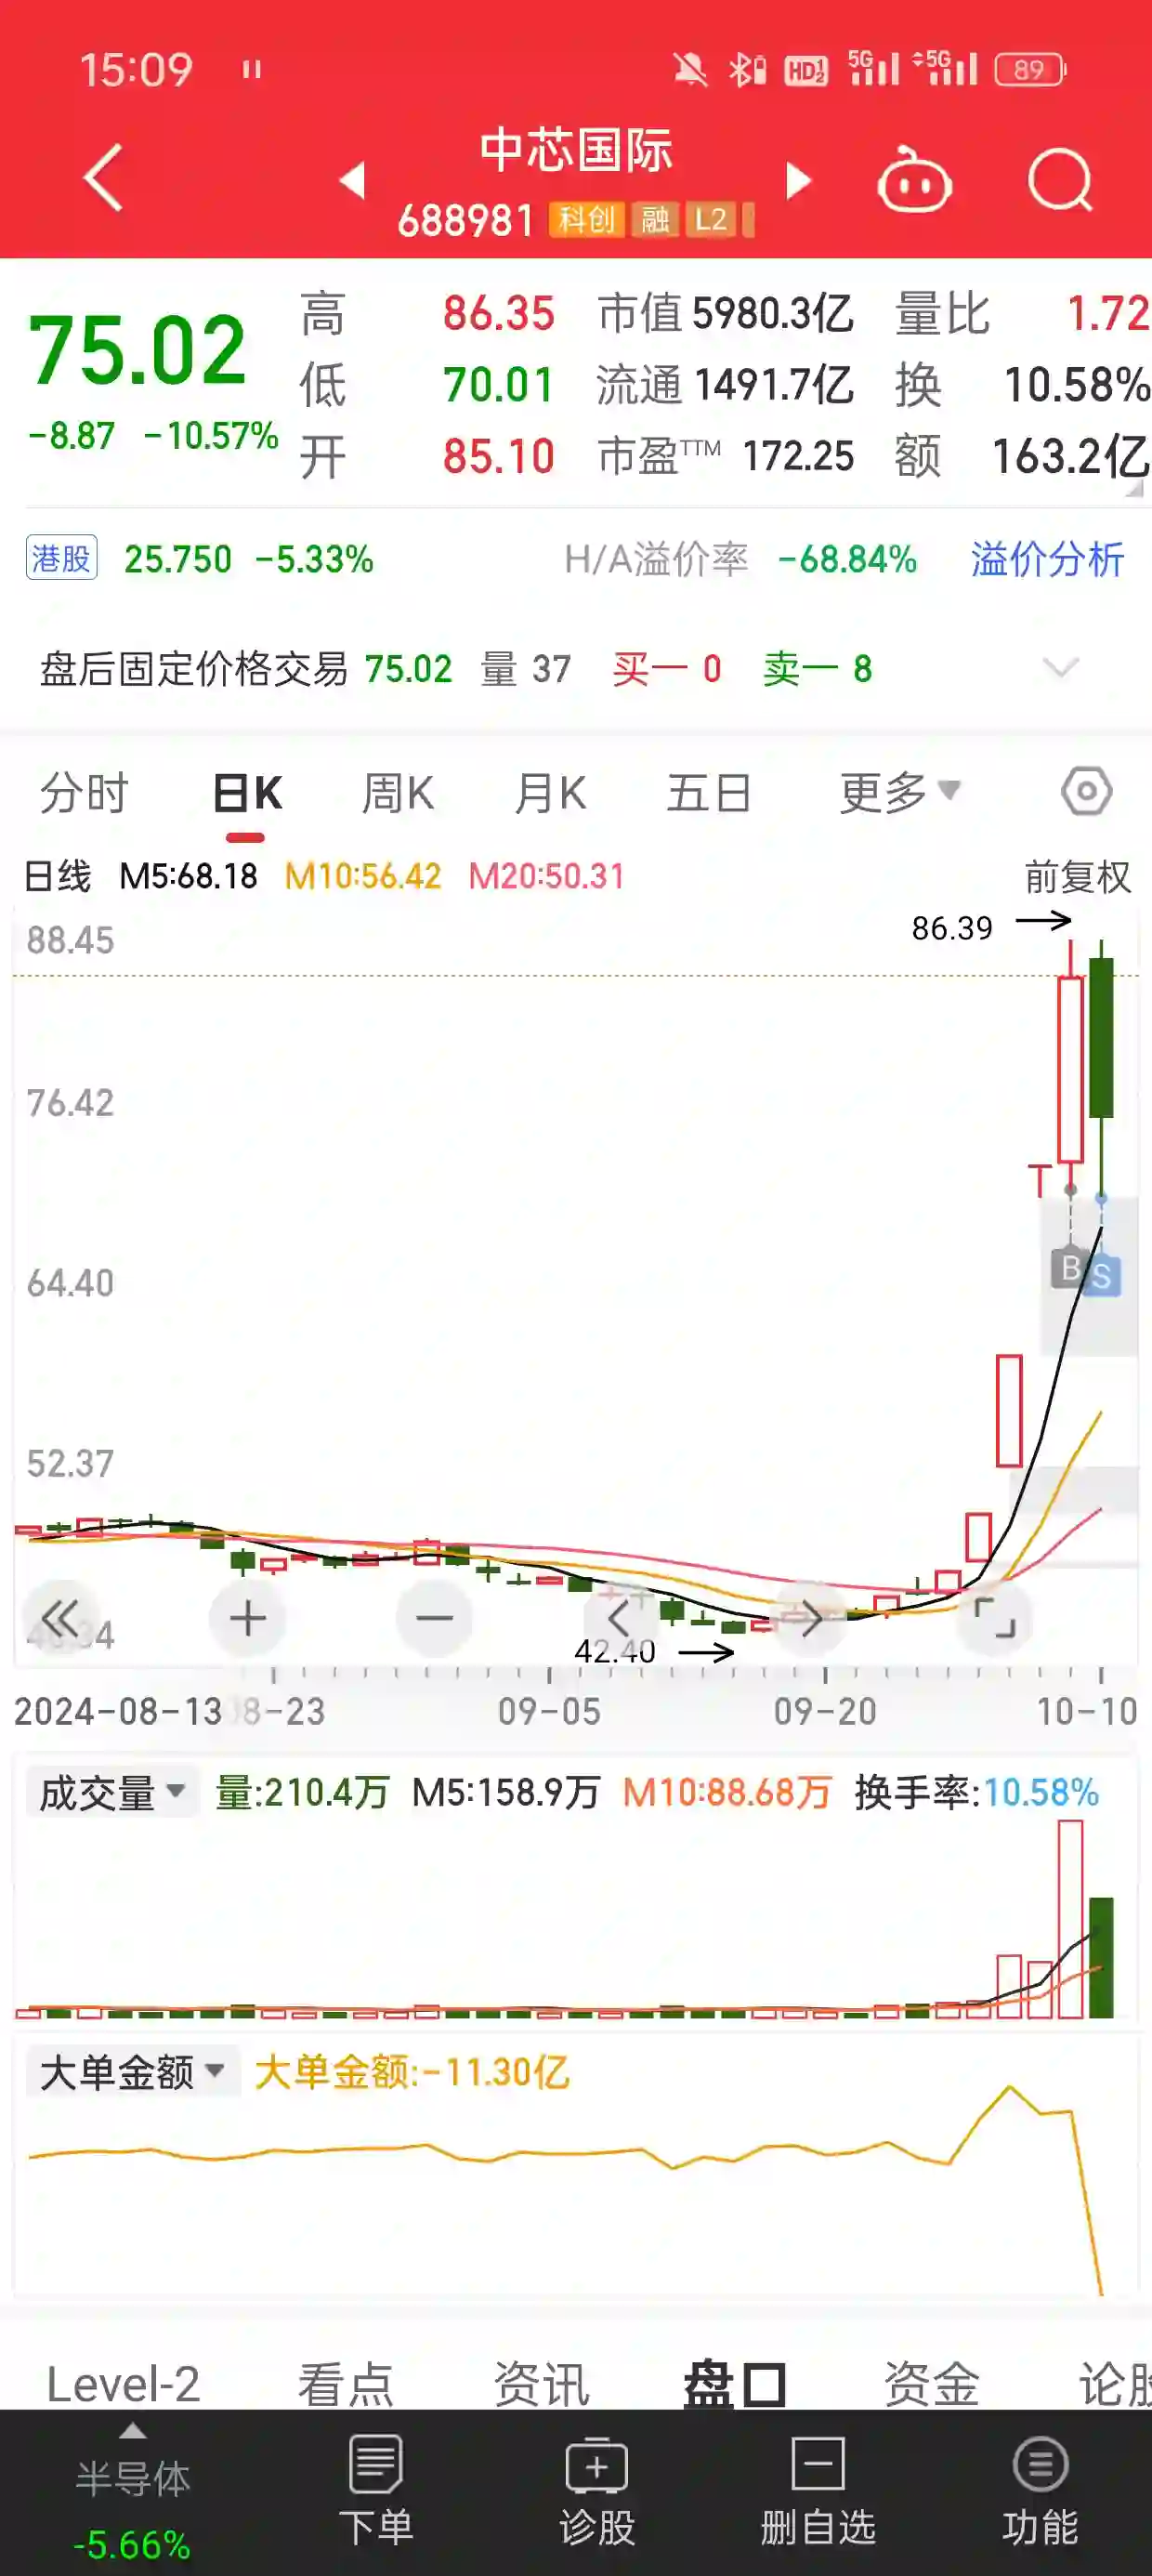 15:09 HD 1 2 5G 5G 89
中芯国际
688981 科创 融 L2
75.02 高 86.35 市值 5980.3亿 量比 1.72
低 70.01 流通 1491.7亿 换 10.58%
-8.87 -10.57% 开 85.10 市盈TTM 172.25 额 163.2亿
港股 25.750 -5.33% H/A溢价率 -68.84% 溢价分析
盘后固定价格交易 75.02 量 37 买一 0 卖一 8
分时 日K 周K 月K 五日 更多
日线 M5:68.18 M10:56.42 M20:50.31 前复权
86.39
88.45
76.42
64.40
B S
52.37
42.40
2024-08-13 8-23 09-05 09-20 10-10
成交量 量:210.4万 M5:158.9万 M10:88.68万 换手率:10.58%
大单金额 大单金额:-11.30亿
Level-2 看点 资讯 盘口 资金 论股
半导体 下单 诊股 删自选 功能
-5.66%